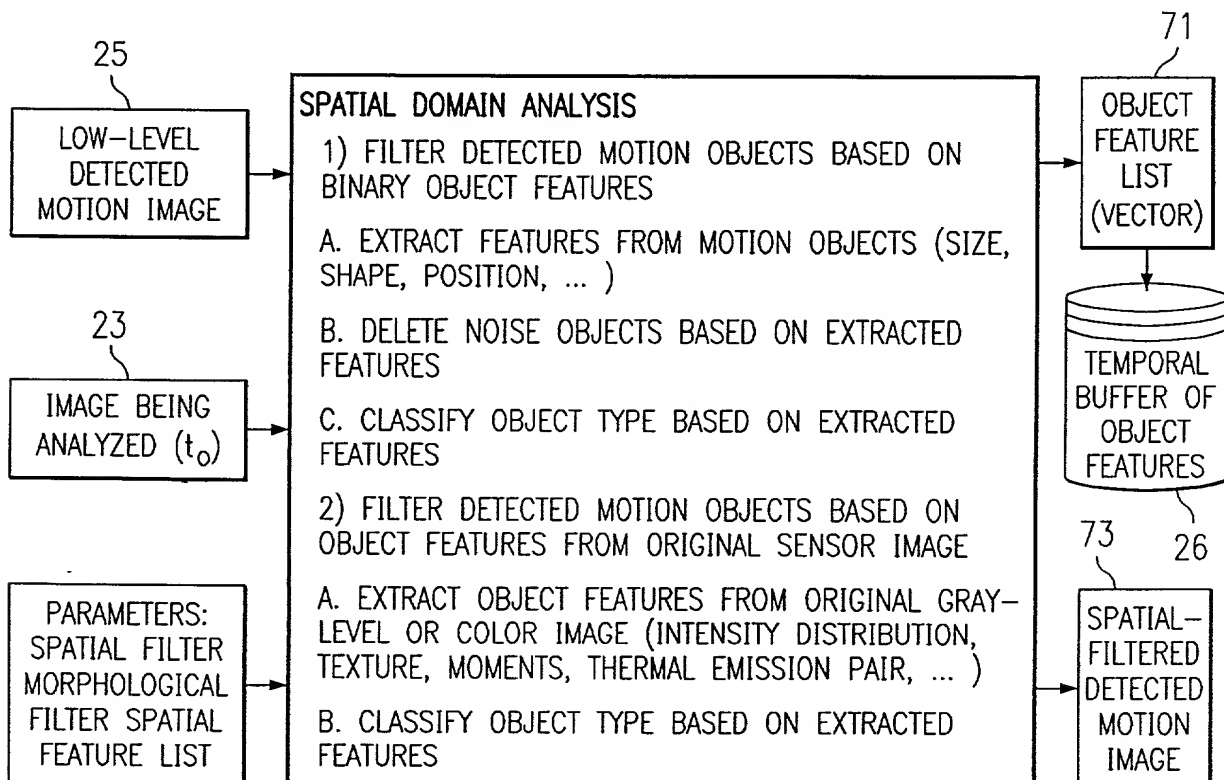 25
LOW-LEVEL
DETECTED
MOTION IMAGE
23
IMAGE BEING
ANALYZED (t₀)
PARAMETERS:
SPATIAL FILTER
MORPHOLOGICAL
FILTER SPATIAL
FEATURE LIST
SPATIAL DOMAIN ANALYSIS
1) FILTER DETECTED MOTION OBJECTS BASED ON
BINARY OBJECT FEATURES
A. EXTRACT FEATURES FROM MOTION OBJECTS (SIZE,
SHAPE, POSITION, ... )
B. DELETE NOISE OBJECTS BASED ON EXTRACTED
FEATURES
C. CLASSIFY OBJECT TYPE BASED ON EXTRACTED
FEATURES
2) FILTER DETECTED MOTION OBJECTS BASED ON
OBJECT FEATURES FROM ORIGINAL SENSOR IMAGE
A. EXTRACT OBJECT FEATURES FROM ORIGINAL GRAY-
LEVEL OR COLOR IMAGE (INTENSITY DISTRIBUTION,
TEXTURE, MOMENTS, THERMAL EMISSION PAIR, ... )
B. CLASSIFY OBJECT TYPE BASED ON EXTRACTED
FEATURES
71
OBJECT
FEATURE
LIST
(VECTOR)
TEMPORAL
BUFFER OF
OBJECT
FEATURES
26
73
SPATIAL-
FILTERED
DETECTED
MOTION
IMAGE